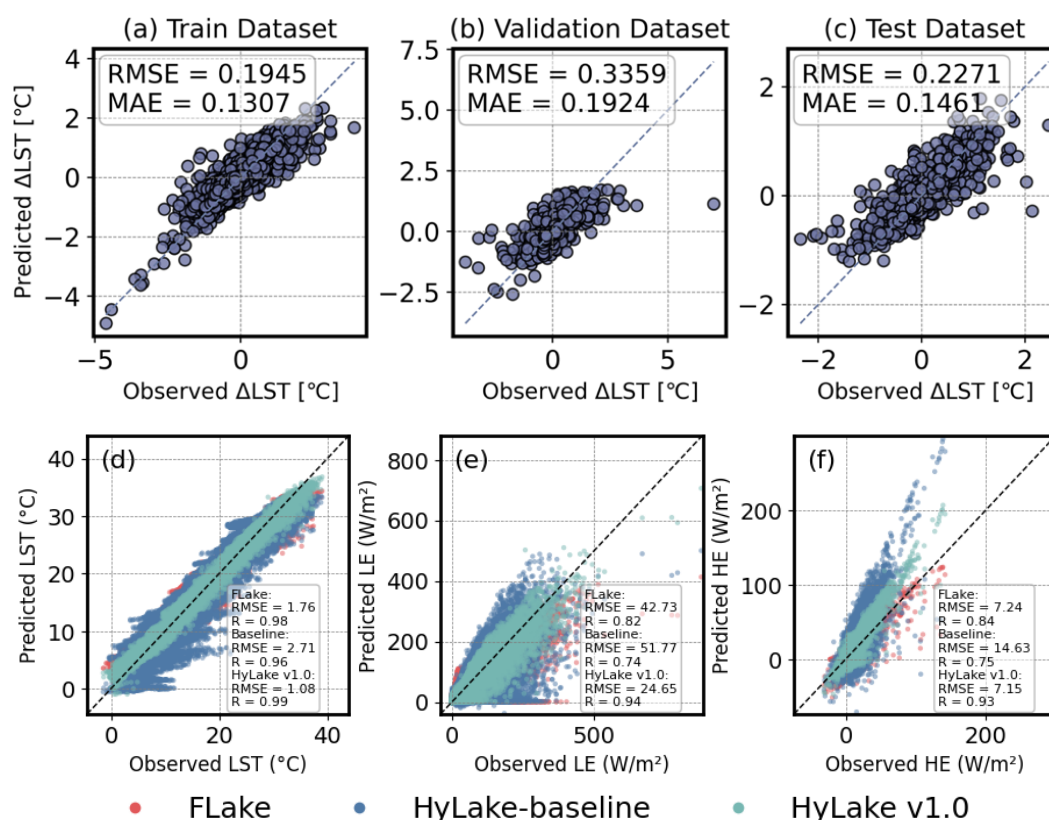 (a) Train Dataset
(b) Validation Dataset
(c) Test Dataset
Predicted ΔLST [℃]
4
2
0
−2
−4
RMSE = 0.1945
MAE = 0.1307
−5
0
Observed ΔLST [℃]
7.5
5.0
2.5
0.0
−2.5
RMSE = 0.3359
MAE = 0.1924
0
5
Observed ΔLST [℃]
2
0
−2
RMSE = 0.2271
MAE = 0.1461
−2
0
2
Observed ΔLST [℃]
(d)
Predicted LST (°C)
40
30
20
10
0
FLake:
RMSE = 1.76
R = 0.98
Baseline:
RMSE = 2.71
R = 0.96
HyLake v1.0:
RMSE = 1.08
R = 0.99
0
20
40
Observed LST (°C)
(e)
Predicted LE (W/m²)
800
600
400
200
0
FLake:
RMSE = 42.73
R = 0.82
Baseline:
RMSE = 51.77
R = 0.74
HyLake v1.0:
RMSE = 24.65
R = 0.94
0
500
Observed LE (W/m²)
(f)
Predicted HE (W/m²)
200
100
0
FLake:
RMSE = 7.24
R = 0.84
Baseline:
RMSE = 14.63
R = 0.75
HyLake v1.0:
RMSE = 7.15
R = 0.93
0
200
Observed HE (W/m²)
FLake
HyLake-baseline
HyLake v1.0